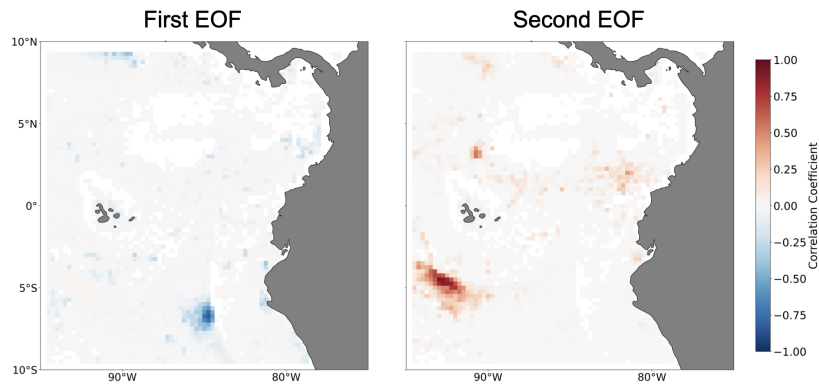 First EOF
Second EOF
10°N
5°N
0°
5°S
10°S
90°W
80°W
90°W
80°W
1.00
0.75
0.50
0.25
0.00
−0.25
−0.50
−0.75
−1.00
Correlation Coefficient